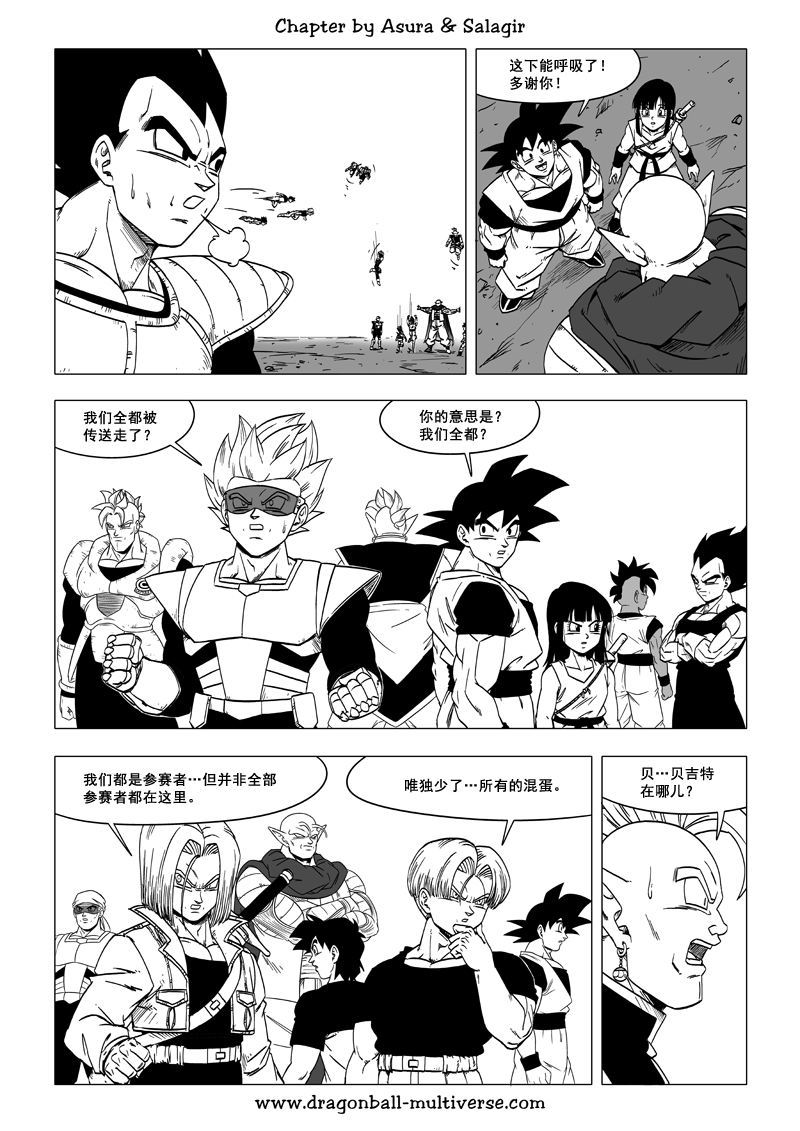 Chapter by Asura & Salagir
这下能呼吸了！
多谢你！
我们全都被
传送走了？
你的意思是？
我们全都？
我们都是参赛者…但并非全部
参赛者都在这里。
唯独少了…所有的混蛋。
贝…贝吉特
在哪儿？
www.dragonball-multiverse.com